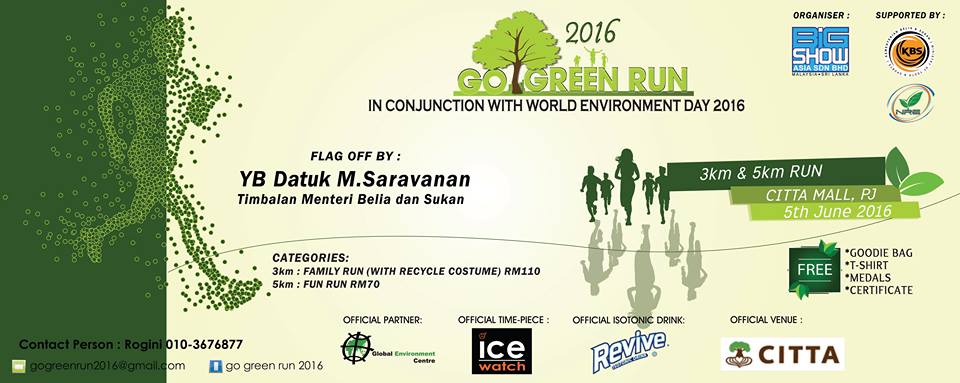 2016
GO GREEN RUN
IN CONJUNCTION WITH WORLD ENVIRONMENT DAY 2016
ORGANISER :
BIG
SHOW
ASIA SDN BHD
MALAYSIA • SRI LANKA
SUPPORTED BY :
KBS
NRE
FLAG OFF BY :
YB Datuk M.Saravanan
Timbalan Menteri Belia dan Sukan
3km & 5km RUN
CITTA MALL, PJ
5th June 2016
CATEGORIES:
3km : FAMILY RUN (WITH RECYCLE COSTUME) RM110
5km : FUN RUN RM70
FREE
*GOODIE BAG
*T-SHIRT
*MEDALS
*CERTIFICATE
OFFICIAL PARTNER:
Global Environment
Centre
OFFICIAL TIME-PIECE :
ice
watch
OFFICIAL ISOTONIC DRINK:
Revive
ISOTONIC DRINK
OFFICIAL VENUE :
CITTA
Contact Person : Rogini 010-3676877
gogreenrun2016@gmail.com
go green run 2016